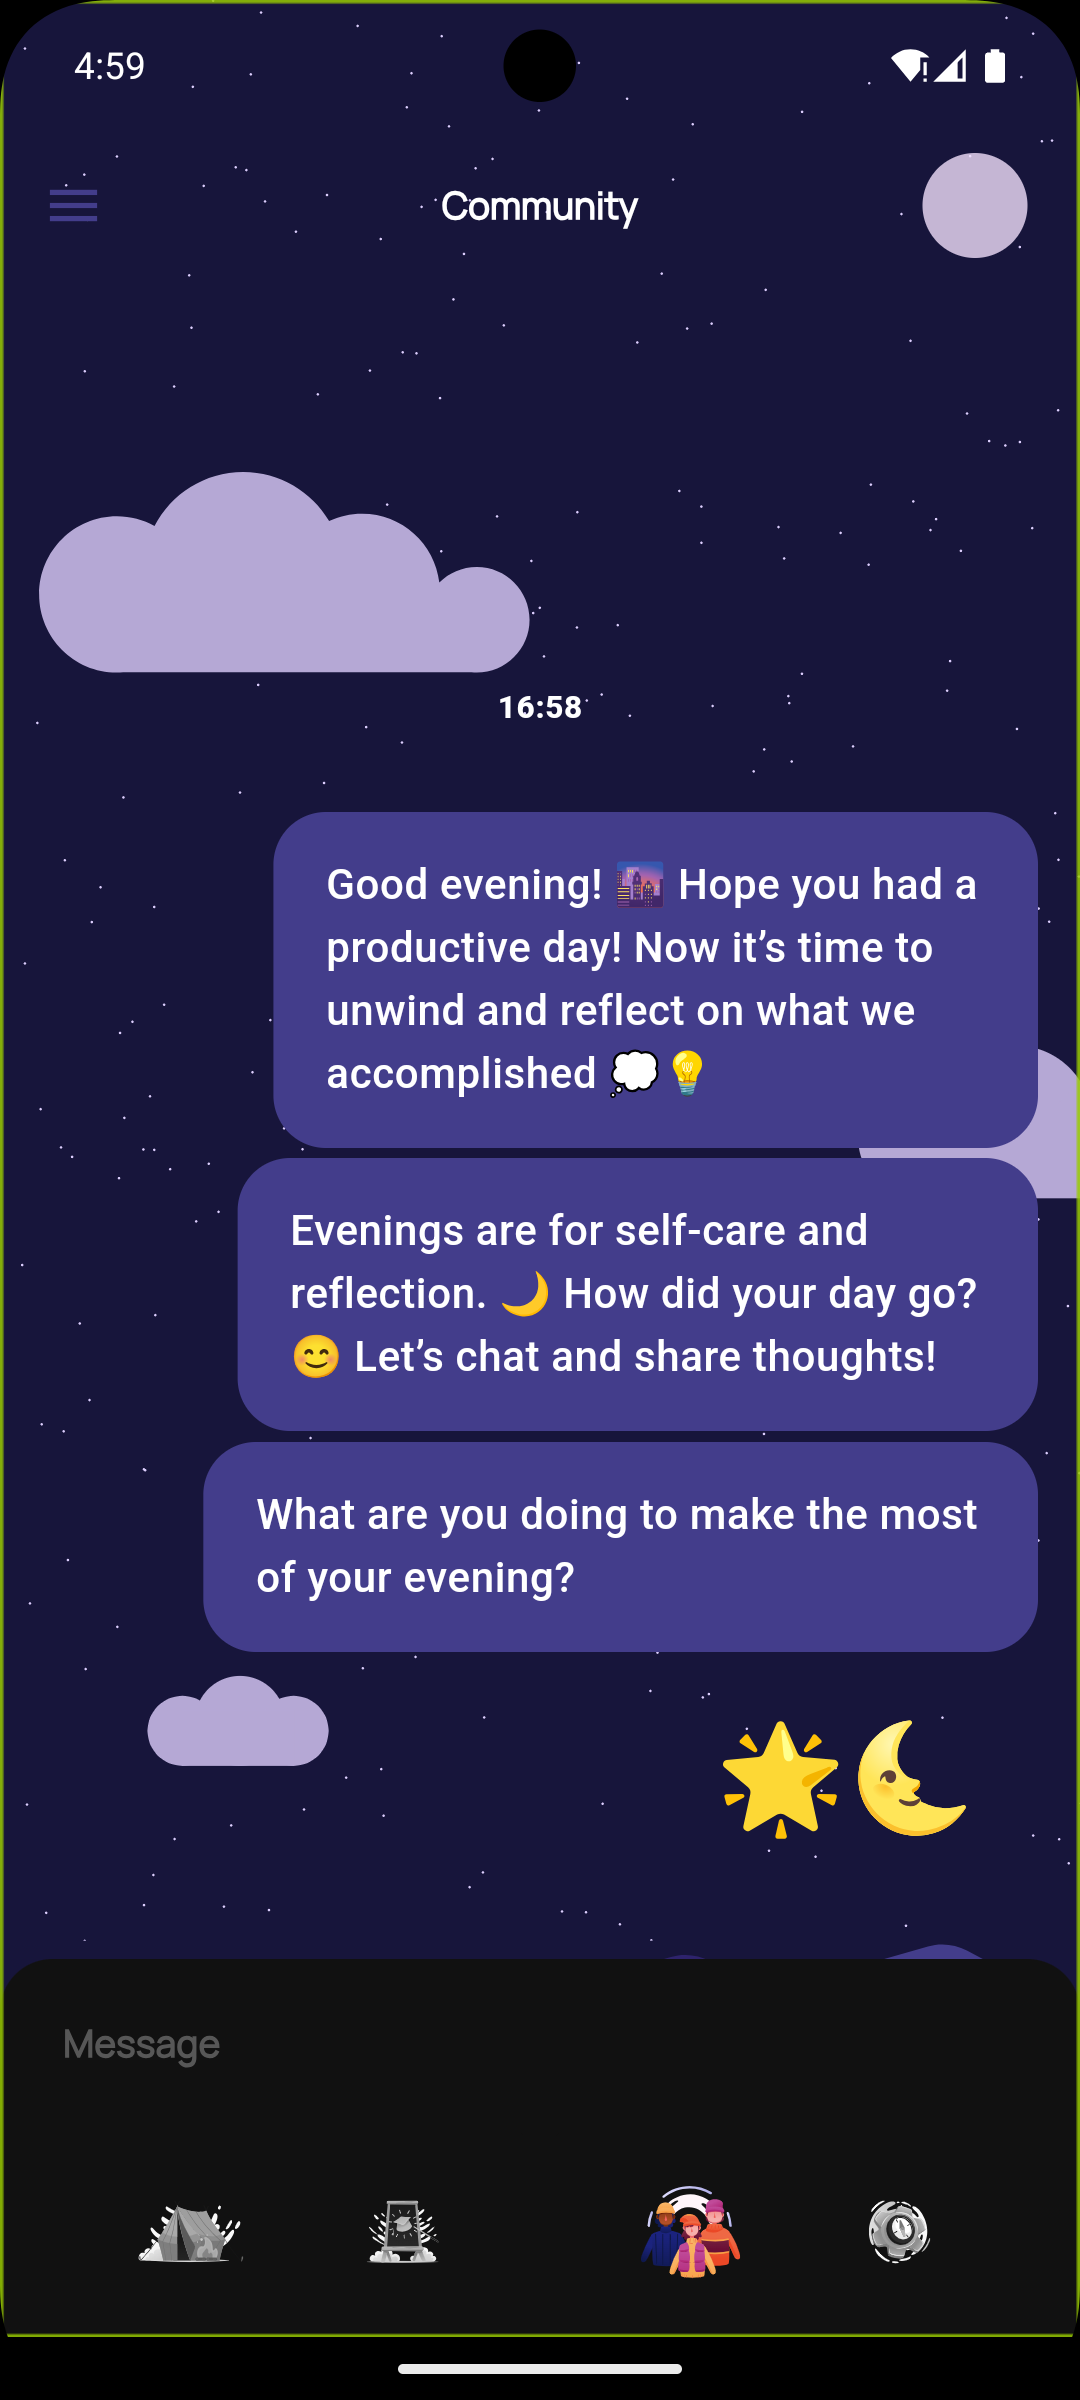 4:59
Community
16:58
Good evening! 🌆 Hope you had a
productive day! Now it’s time to
unwind and reflect on what we
accomplished 💭💡
Evenings are for self-care and
reflection. 🌙 How did your day go?
😊 Let’s chat and share thoughts!
What are you doing to make the most
of your evening?
🌟🌜
Message